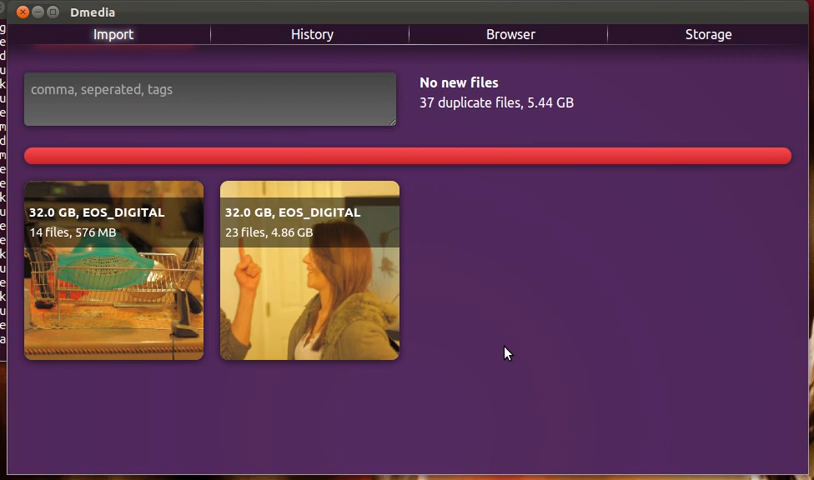 Dmedia
Import
History
Browser
Storage
comma, seperated, tags
No new files
37 duplicate files, 5.44 GB
32.0 GB, EOS_DIGITAL
14 files, 576 MB
32.0 GB, EOS_DIGITAL
23 files, 4.86 GB